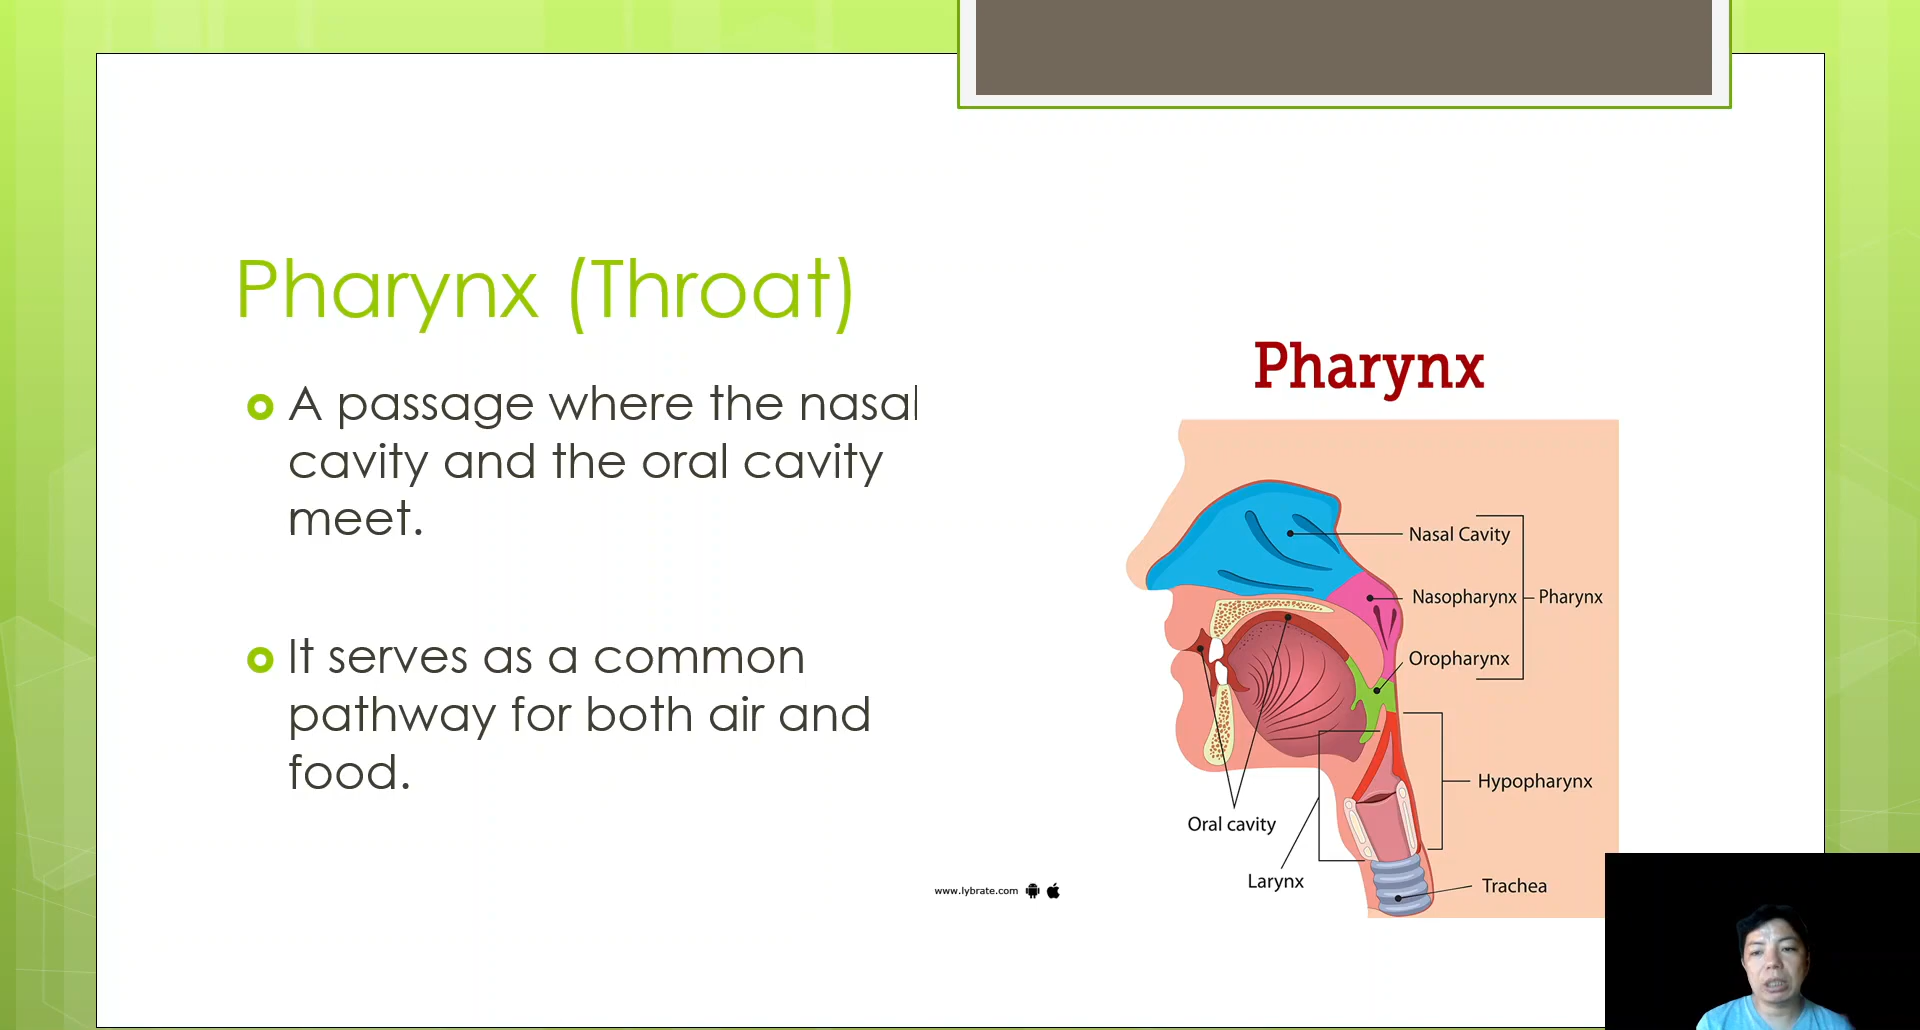 Pharynx (Throat)
A passage where the nasal
cavity and the oral cavity
meet.
It serves as a common
pathway for both air and
food.
Pharynx
Nasal Cavity
Nasopharynx
Pharynx
Oropharynx
Hypopharynx
Oral cavity
Larynx
Trachea
www.lybrate.com